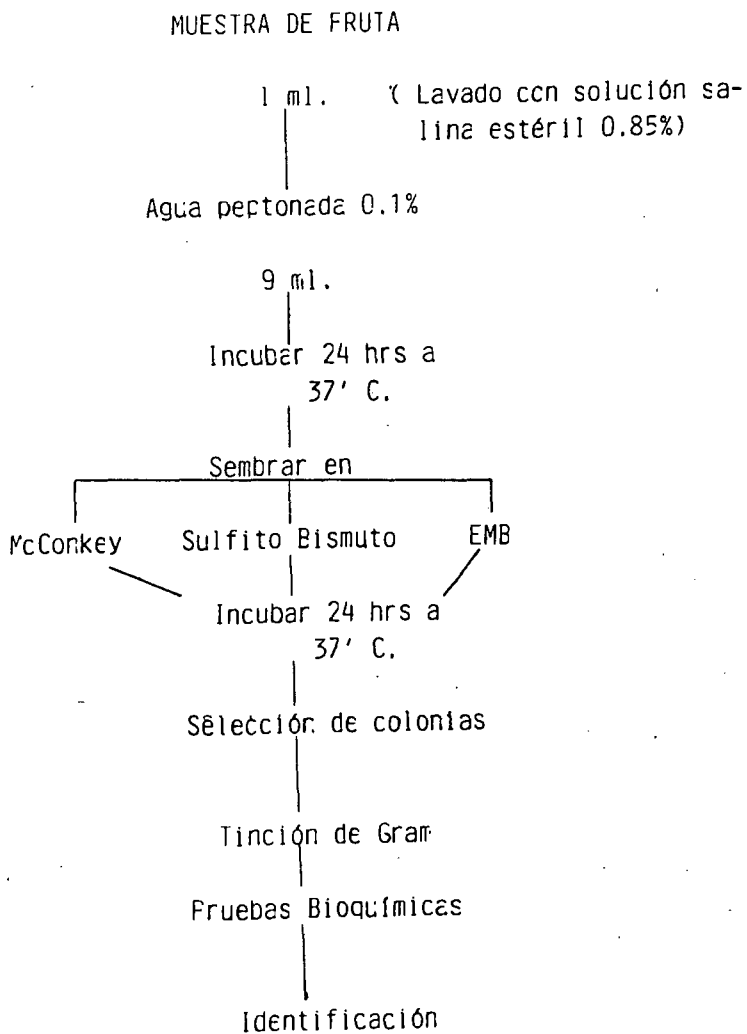 MUESTRA DE FRUTA
1 ml. ( Lavado con solución sa-
lina estéril 0.85%)
Agua peptonada 0.1%
9 ml.
Incubar 24 hrs a
37' C.
Sembrar en
McConkey Sulfito Bismuto EMB
Incubar 24 hrs a
37' C.
Selección de colonias
Tinción de Gram
Pruebas Bioquímicas
Identificación